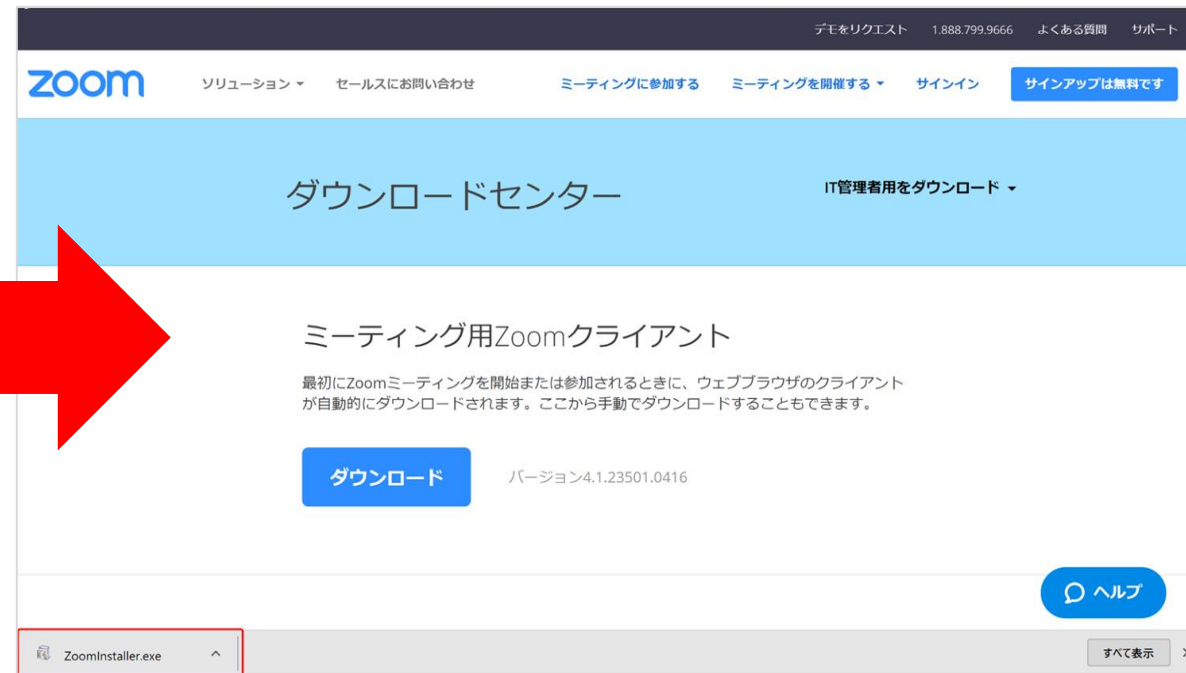 デモをリクエスト 1.888.799.9666 よくある質問 サポート
zoom ソリューション セールスにお問い合わせ ミーティングに参加する ミーティングを開催する サインイン サインアップは無料です
ダウンロードセンター IT管理者用をダウンロード
ミーティング用Zoomクライアント
最初にZoomミーティングを開始または参加されるときに、ウェブブラウザのクライアント
が自動的にダウンロードされます。ここから手動でダウンロードすることもできます。
ダウンロード バージョン4.1.23501.0416
ヘルプ
ZoomInstaller.exe すべて表示